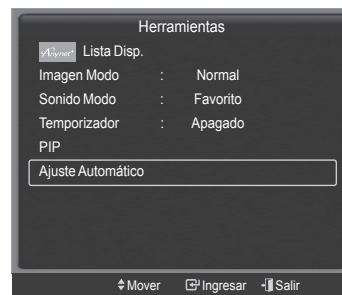 Herramientas
Anynet+ Lista Disp.
Imagen Modo : Normal
Sonido Modo : Favorito
Temporizador : Apagado
PIP
Ajuste Automático
Mover Ingresar Salir